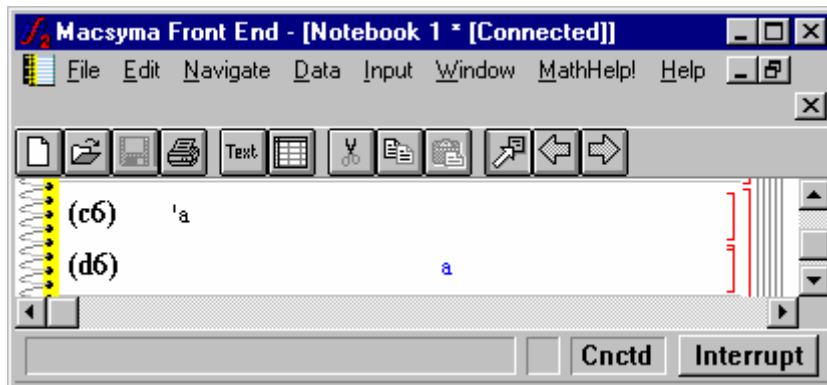 Macsyma Front End - [Notebook 1 * [Connected]]
File Edit Navigate Data Input Window MathHelp! Help
Text
(c6) 'a
(d6) a
Cnctd Interrupt